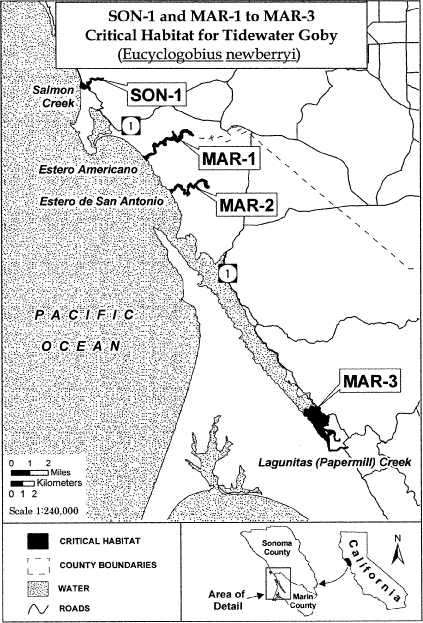 SON-1 and MAR-1 to MAR-3
Critical Habitat for Tidewater Goby
(Eucyclogobius newberryi)
Salmon
Creek
SON-1
1
MAR-1
Estero Americano
Estero de San Antonio
MAR-2
1
PACIFIC
OCEAN
MAR-3
Lagunitas (Papermill) Creek
0 1 2
Miles
Kilometers
0 1 2
Scale 1:240,000
CRITICAL HABITAT
COUNTY BOUNDARIES
WATER
ROADS
Sonoma
County
Area of
Detail
Marin
County
California
N